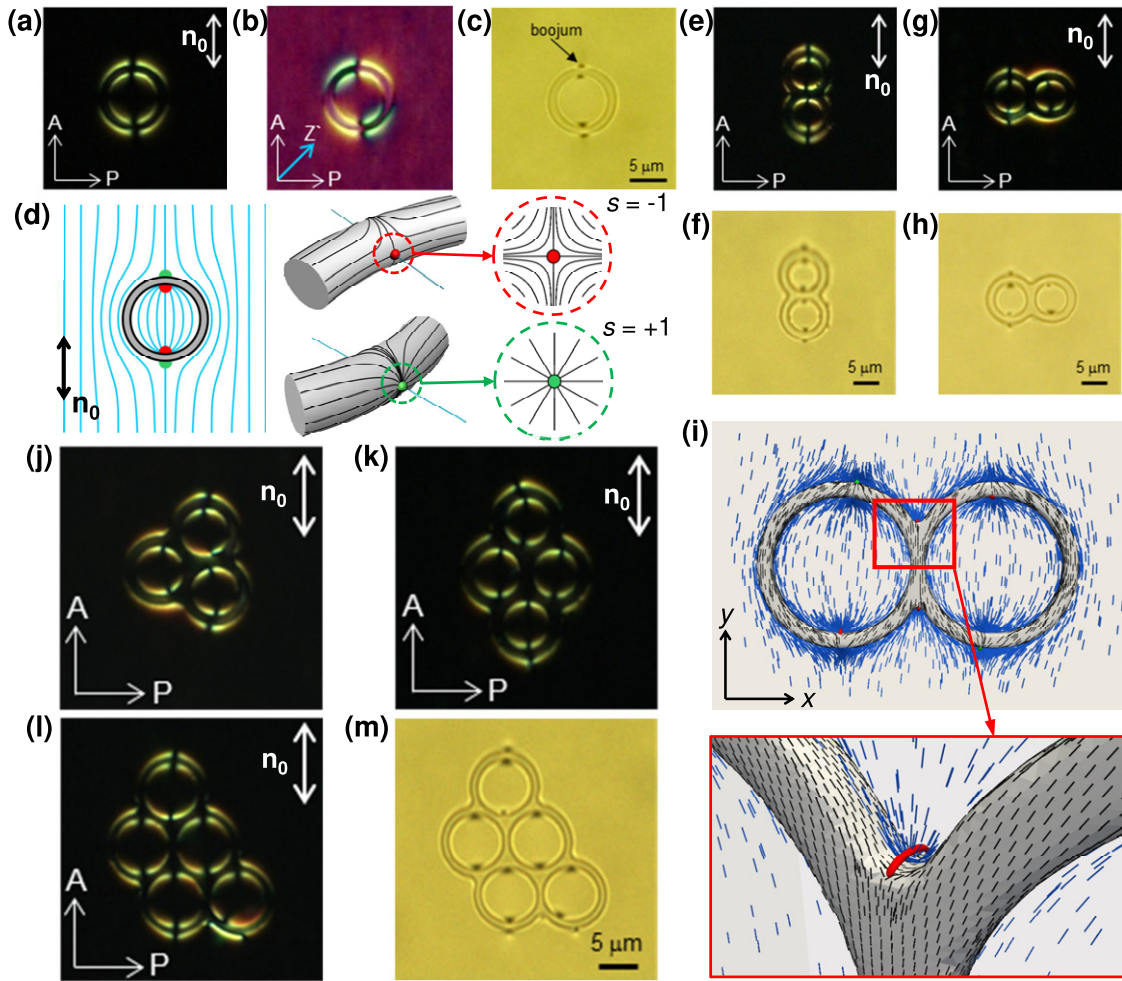 (a)
n0
A
P
(b)
A
Z`
P
(c)
boojum
5 μm
(e)
n0
A
P
(g)
n0
A
P
(d)
n0
s = -1
s = +1
(f)
5 μm
(h)
5 μm
(i)
y
x
(j)
n0
A
P
(k)
n0
A
P
(l)
n0
A
P
(m)
5 μm